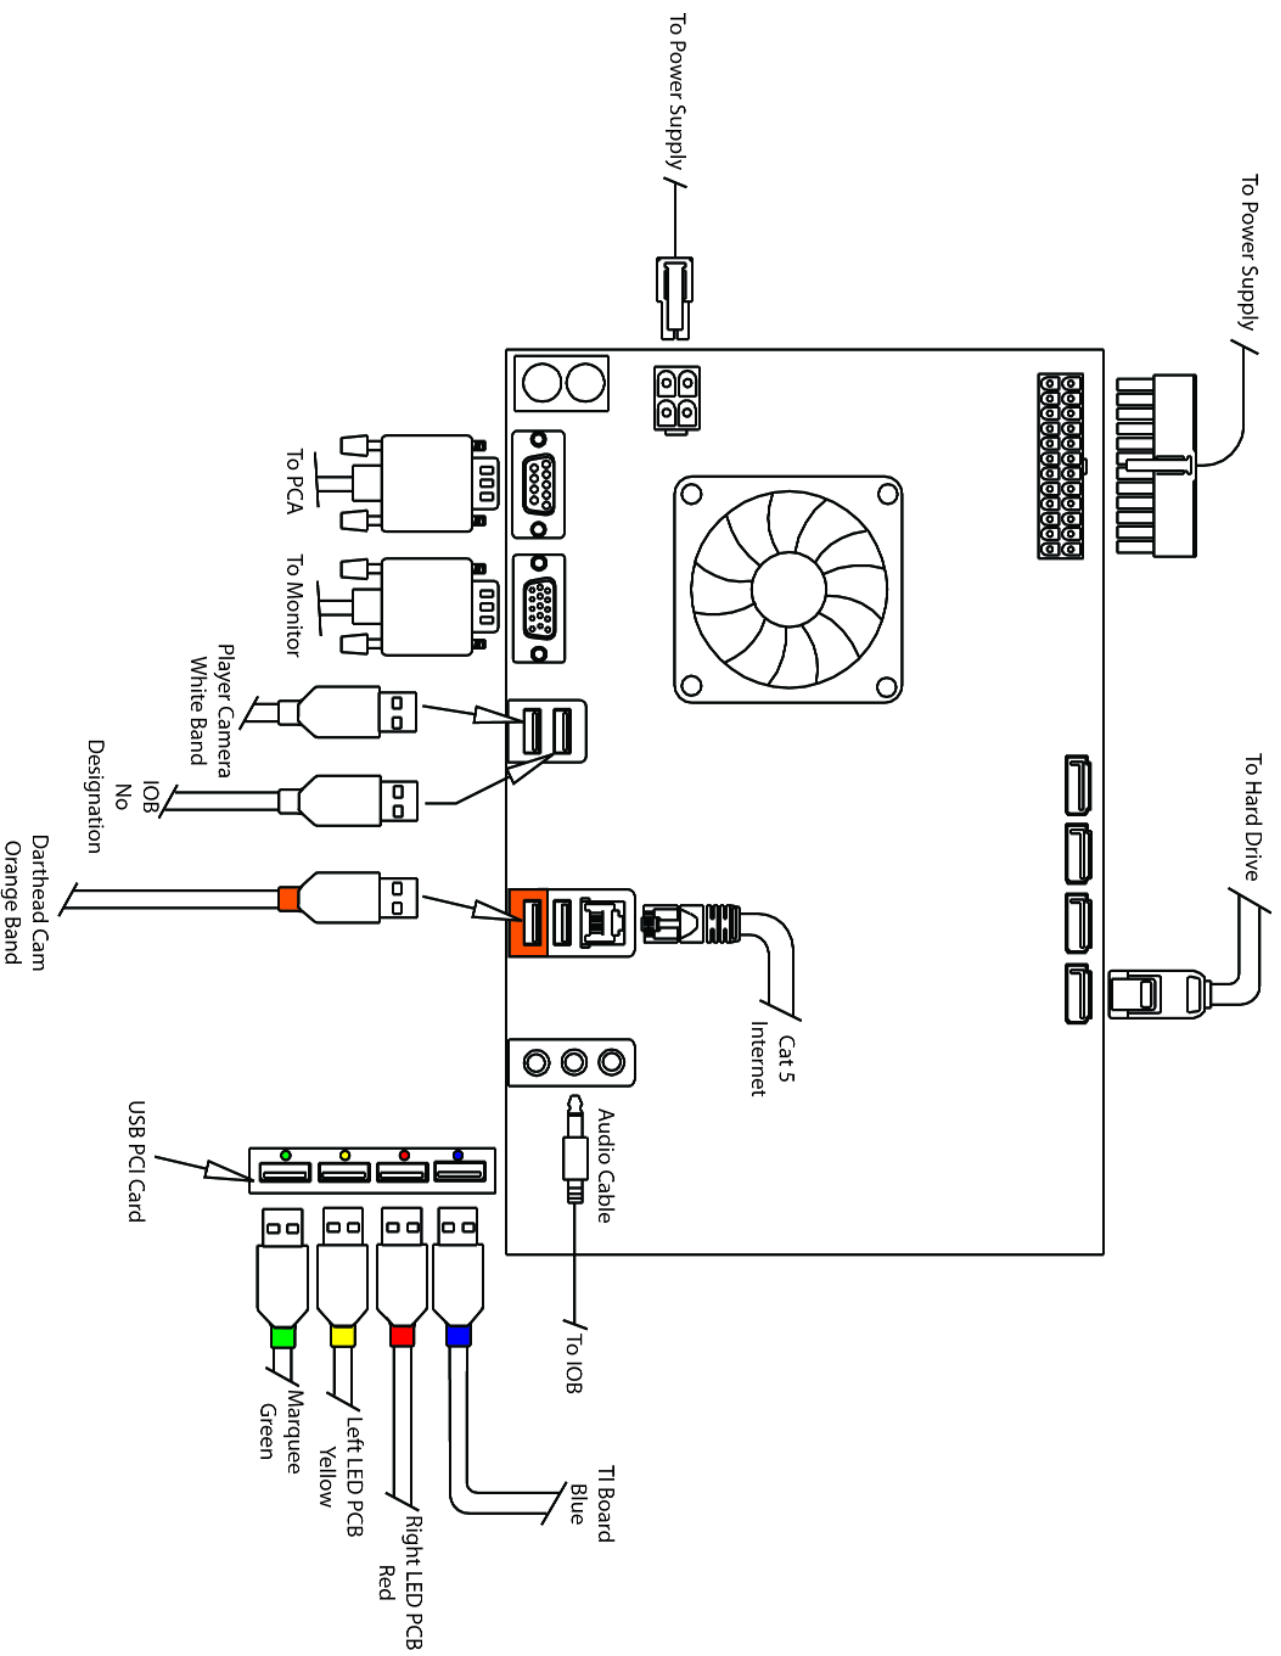 To Power Supply
To Power Supply
To Hard Drive
To PCA
To Monitor
Player Camera
White Band
IOB
No
Designation
Darthead Cam
Orange Band
Cat 5
Internet
Audio Cable
To IOB
USB PCI Card
TI Board
Blue
Right LED PCB
Red
Left LED PCB
Yellow
Marquee
Green